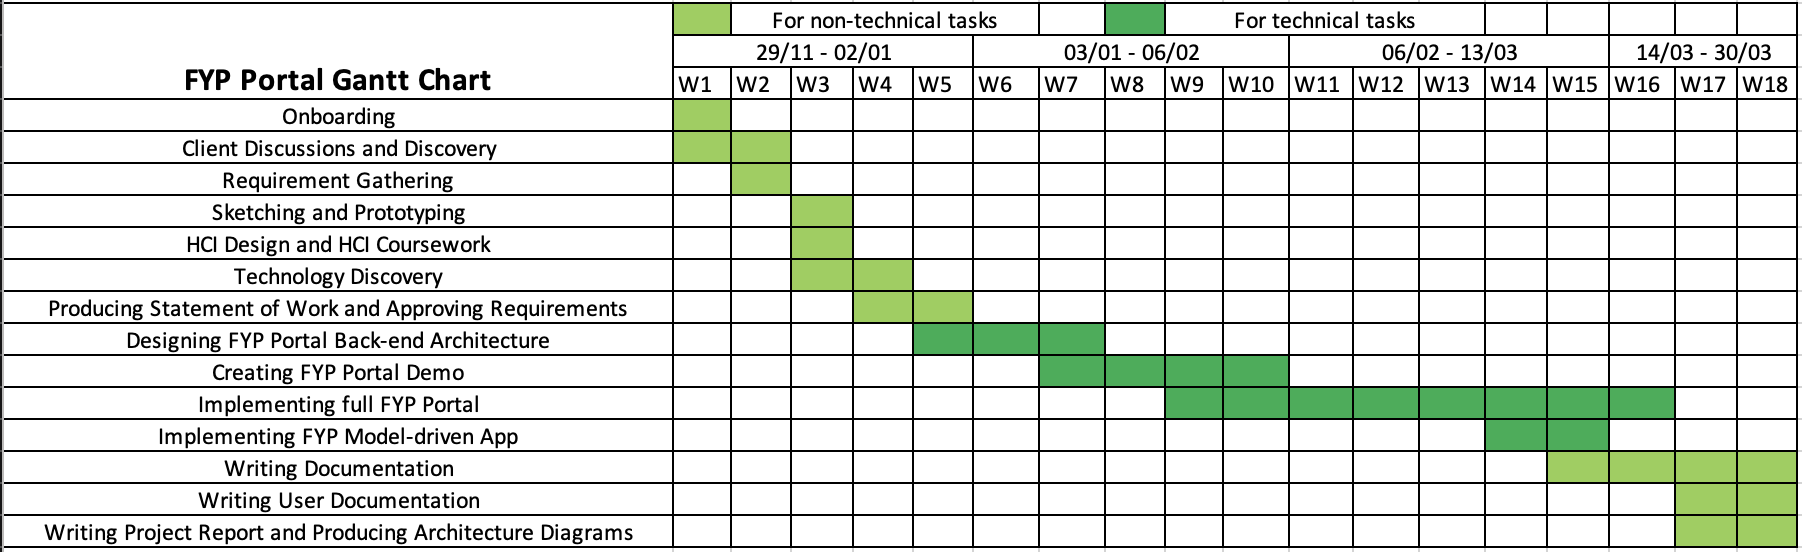 For non-technical tasks For technical tasks
29/11 - 02/01 03/01 - 06/02 06/02 - 13/03 14/03 - 30/03
FYP Portal Gantt Chart W1 W2 W3 W4 W5 W6 W7 W8 W9 W10 W11 W12 W13 W14 W15 W16 W17 W18
Onboarding
Client Discussions and Discovery
Requirement Gathering
Sketching and Prototyping
HCI Design and HCI Coursework
Technology Discovery
Producing Statement of Work and Approving Requirements
Designing FYP Portal Back-end Architecture
Creating FYP Portal Demo
Implementing full FYP Portal
Implementing FYP Model-driven App
Writing Documentation
Writing User Documentation
Writing Project Report and Producing Architecture Diagrams